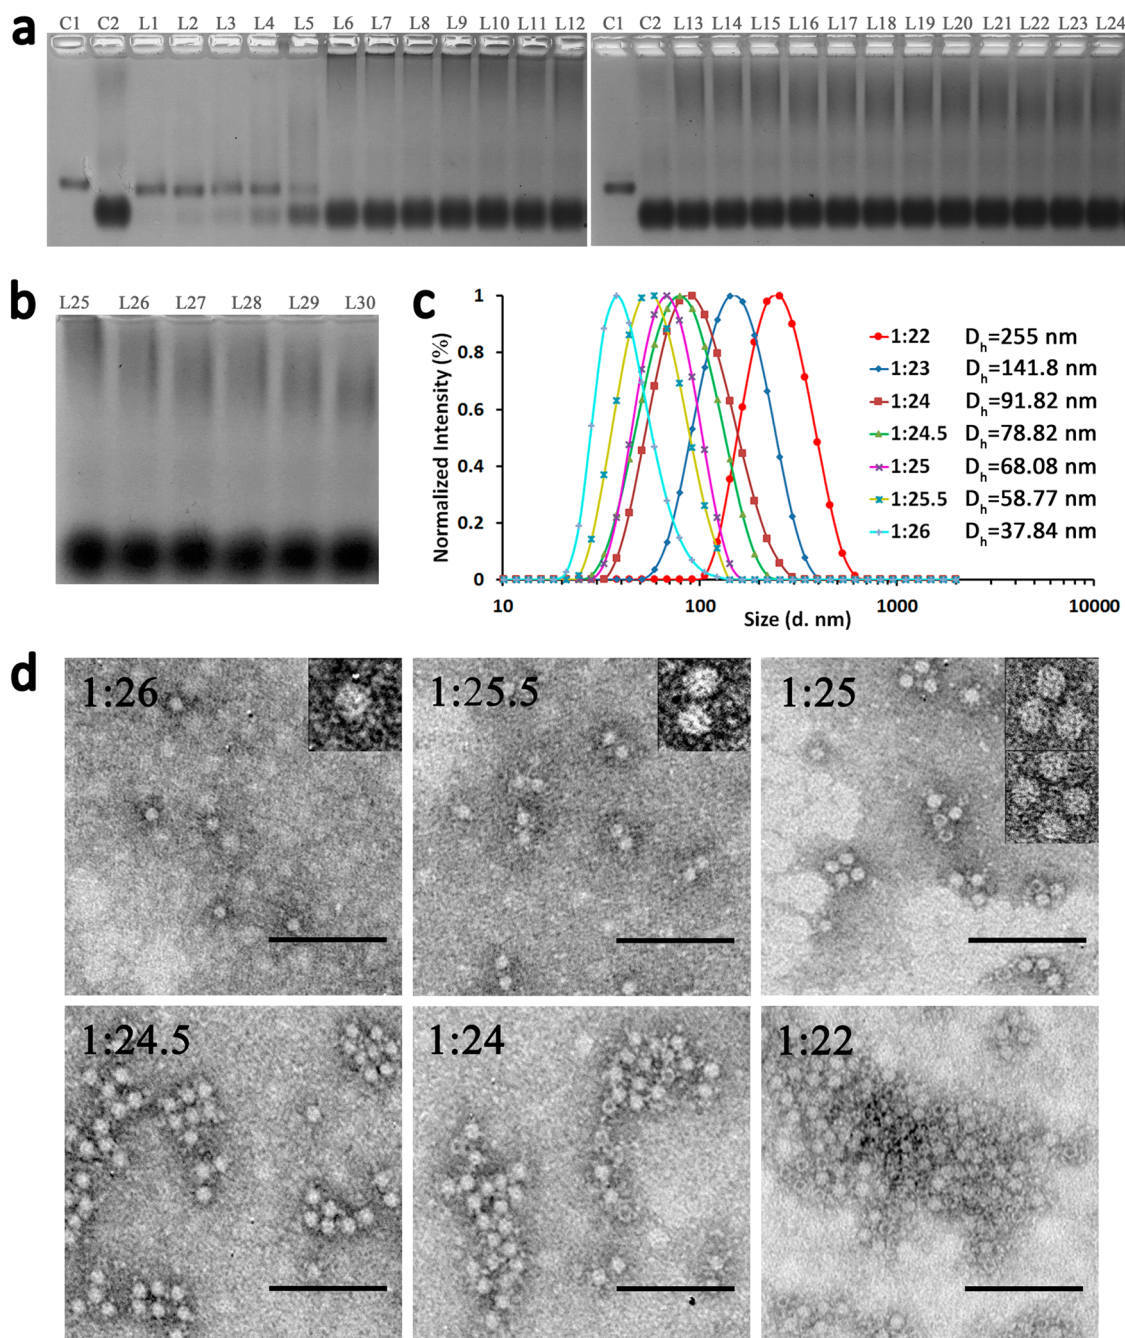 a
C1 C2 L1 L2 L3 L4 L5 L6 L7 L8 L9 L10 L11 L12 C1 C2 L13 L14 L15 L16 L17 L18 L19 L20 L21 L22 L23 L24
b
L25 L26 L27 L28 L29 L30
c
Normalized Intensity (%)
1
0.8
0.6
0.4
0.2
0
10 100 1000 10000
Size (d. nm)
1:22 Dh=255 nm
1:23 Dh=141.8 nm
1:24 Dh=91.82 nm
1:24.5 Dh=78.82 nm
1:25 Dh=68.08 nm
1:25.5 Dh=58.77 nm
1:26 Dh=37.84 nm
d
1:26 1:25.5 1:25
1:24.5 1:24 1:22